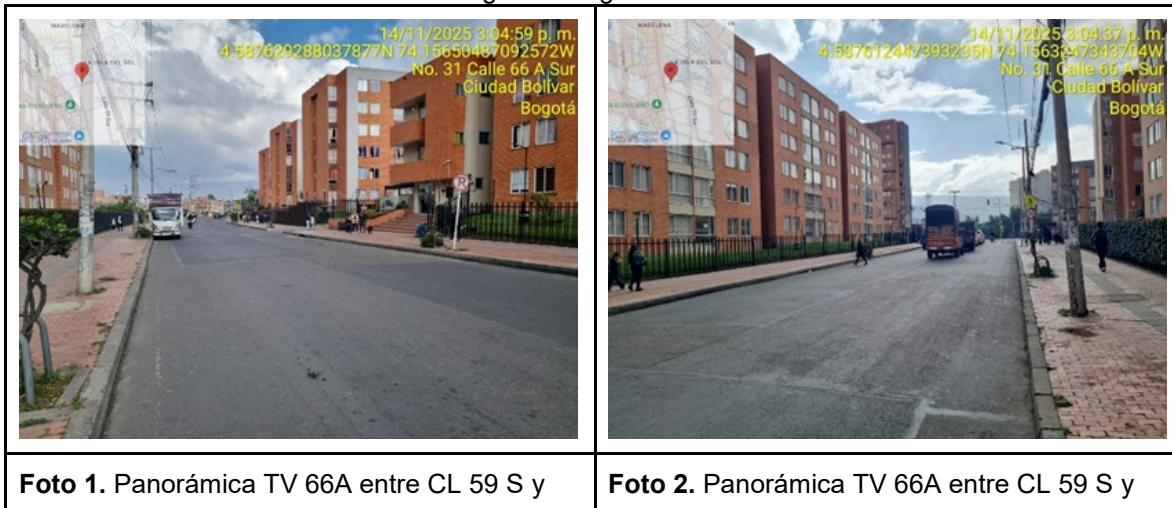 14/11/2025 3:04:59 p. m.
4.587629288037877N 74.15650487092572W
No. 31 Calle 66 A Sur
Ciudad Bolívar
Bogotá
14/11/2025 3:04:37 p. m.
4.587612447393235N 74.1563347343704W
No. 31 Calle 66 A Sur
Ciudad Bolívar
Bogotá
Foto 1. Panorámica TV 66A entre CL 59 S y
Foto 2. Panorámica TV 66A entre CL 59 S y